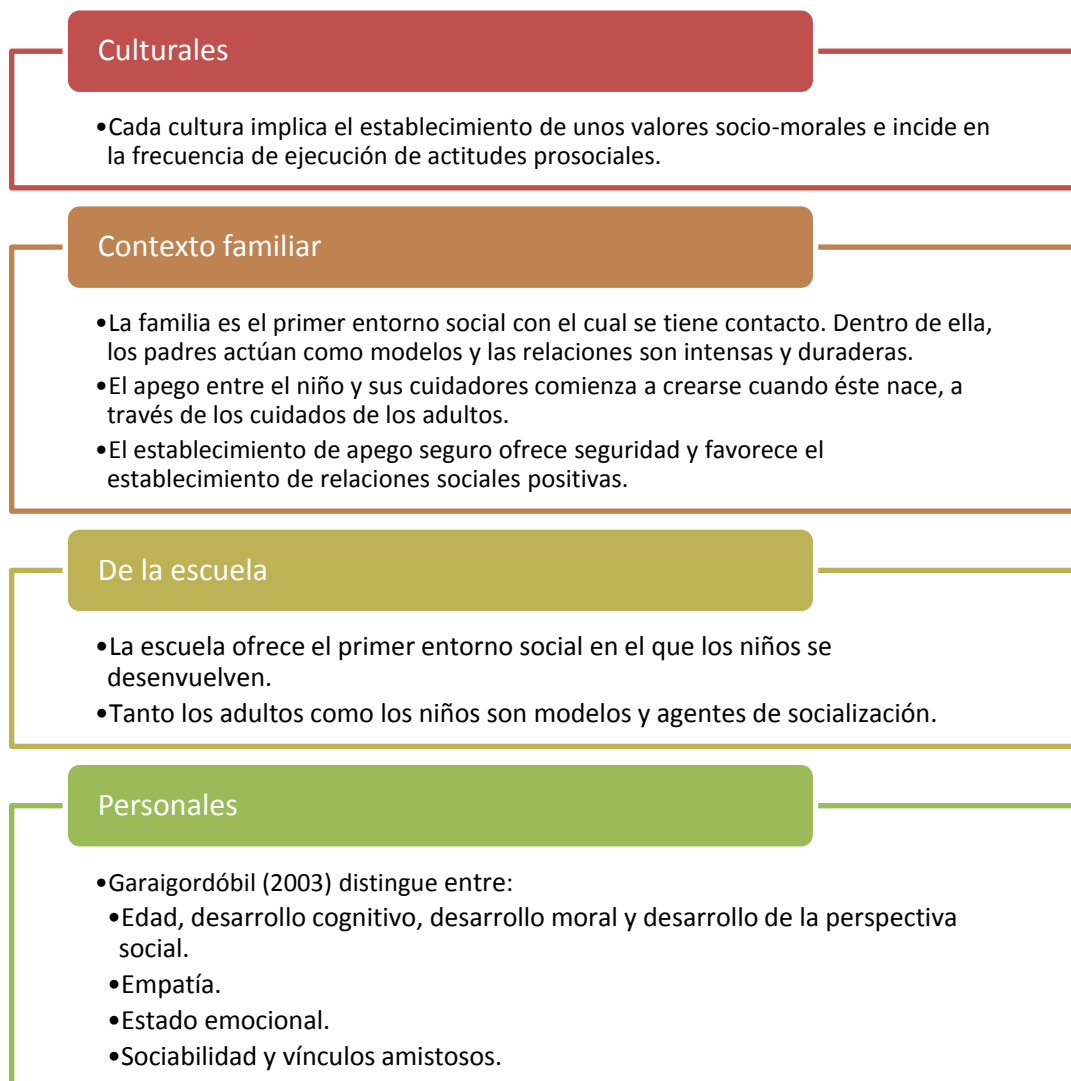 Culturales
•Cada cultura implica el establecimiento de unos valores socio-morales e incide en
la frecuencia de ejecución de actitudes prosociales.
Contexto familiar
•La familia es el primer entorno social con el cual se tiene contacto. Dentro de ella,
los padres actúan como modelos y las relaciones son intensas y duraderas.
•El apego entre el niño y sus cuidadores comienza a crearse cuando éste nace, a
través de los cuidados de los adultos.
•El establecimiento de apego seguro ofrece seguridad y favorece el
establecimiento de relaciones sociales positivas.
De la escuela
•La escuela ofrece el primer entorno social en el que los niños se
desenvuelven.
•Tanto los adultos como los niños son modelos y agentes de socialización.
Personales
•Garaigordóbil (2003) distingue entre:
•Edad, desarrollo cognitivo, desarrollo moral y desarrollo de la perspectiva
social.
•Empatía.
•Estado emocional.
•Sociabilidad y vínculos amistosos.